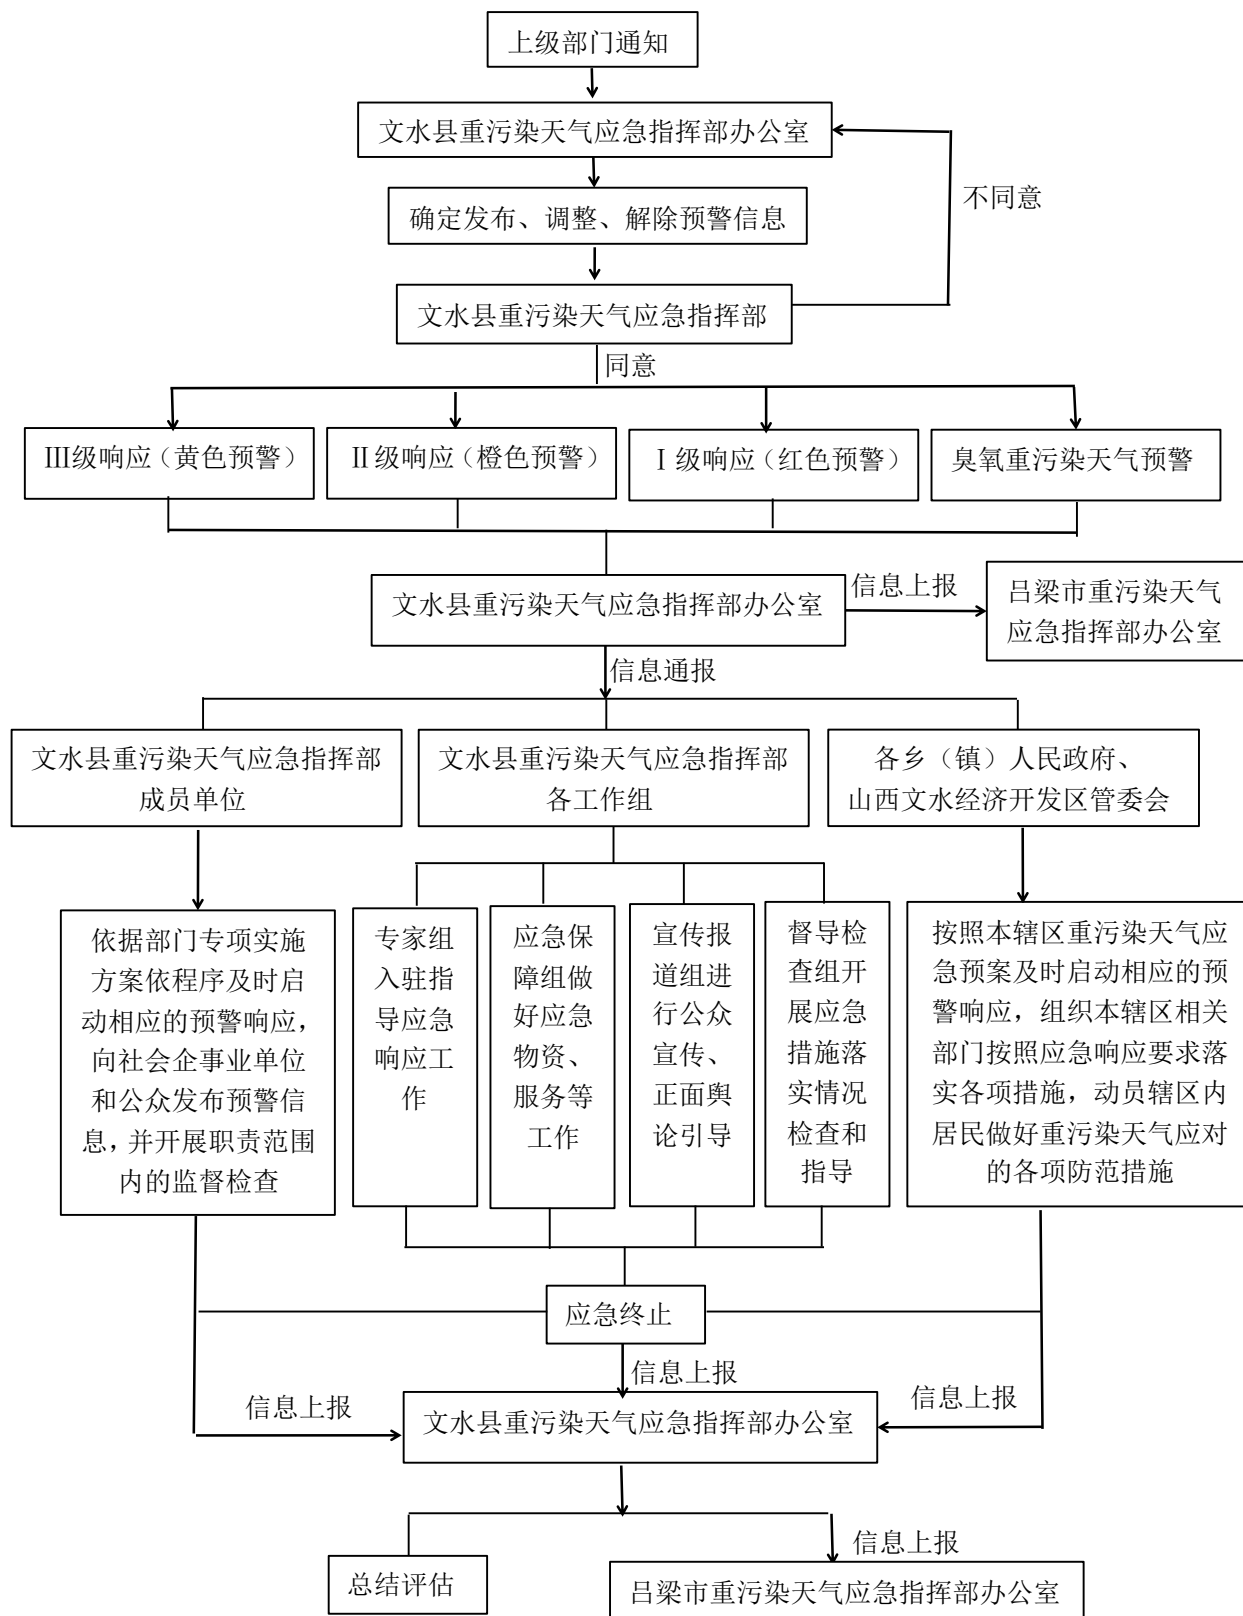 上级部门通知
文水县重污染天气应急指挥部办公室
不同意
确定发布、调整、解除预警信息
文水县重污染天气应急指挥部
同意
Ⅲ级响应（黄色预警）
Ⅱ级响应（橙色预警）
Ⅰ级响应（红色预警）
臭氧重污染天气预警
文水县重污染天气应急指挥部办公室
信息上报
吕梁市重污染天气
应急指挥部办公室
信息通报
文水县重污染天气应急指挥部
成员单位
文水县重污染天气应急指挥部
各工作组
各乡（镇）人民政府、
山西文水经济开发区管委会
依据部门专项实施
方案依程序及时启
动相应的预警响应，
向社会企事业单位
和公众发布预警信
息，并开展职责范围
内的监督检查
专家组
入驻指
导应急
响应工
作
应急保
障组做
好应急
物资、
服务等
工作
宣传报
道组进
行公众
宣传、
正面舆
论引导
督导检
查组开
展应急
措施落
实情况
检查和
指导
按照本辖区重污染天气应
急预案及时启动相应的预
警响应，组织本辖区相关
部门按照应急响应要求落
实各项措施，动员辖区内
居民做好重污染天气应对
的各项防范措施
应急终止
信息上报
信息上报
信息上报
文水县重污染天气应急指挥部办公室
总结评估
信息上报
吕梁市重污染天气应急指挥部办公室